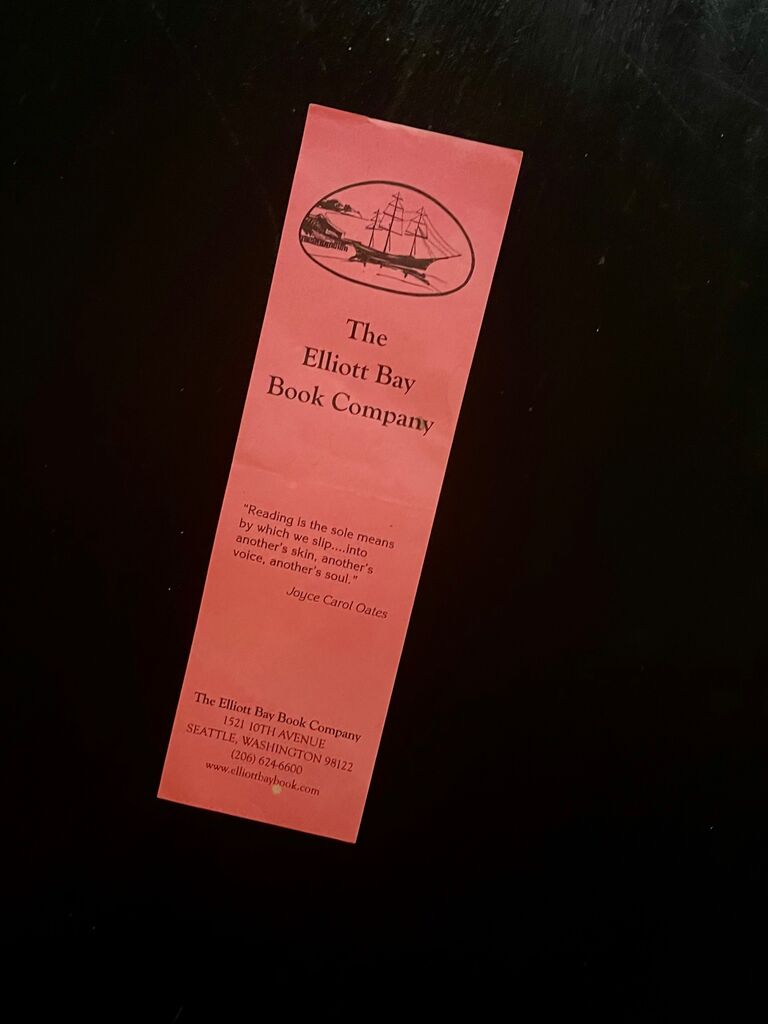 The
Elliott Bay
Book Company
"Reading is the sole means
by which we slip....into
another's skin, another's
voice, another's soul."
Joyce Carol Oates
The Elliott Bay Book Company
1521 10TH AVENUE
SEATTLE, WASHINGTON 98122
(206) 624-6600
www.elliottbaybook.com